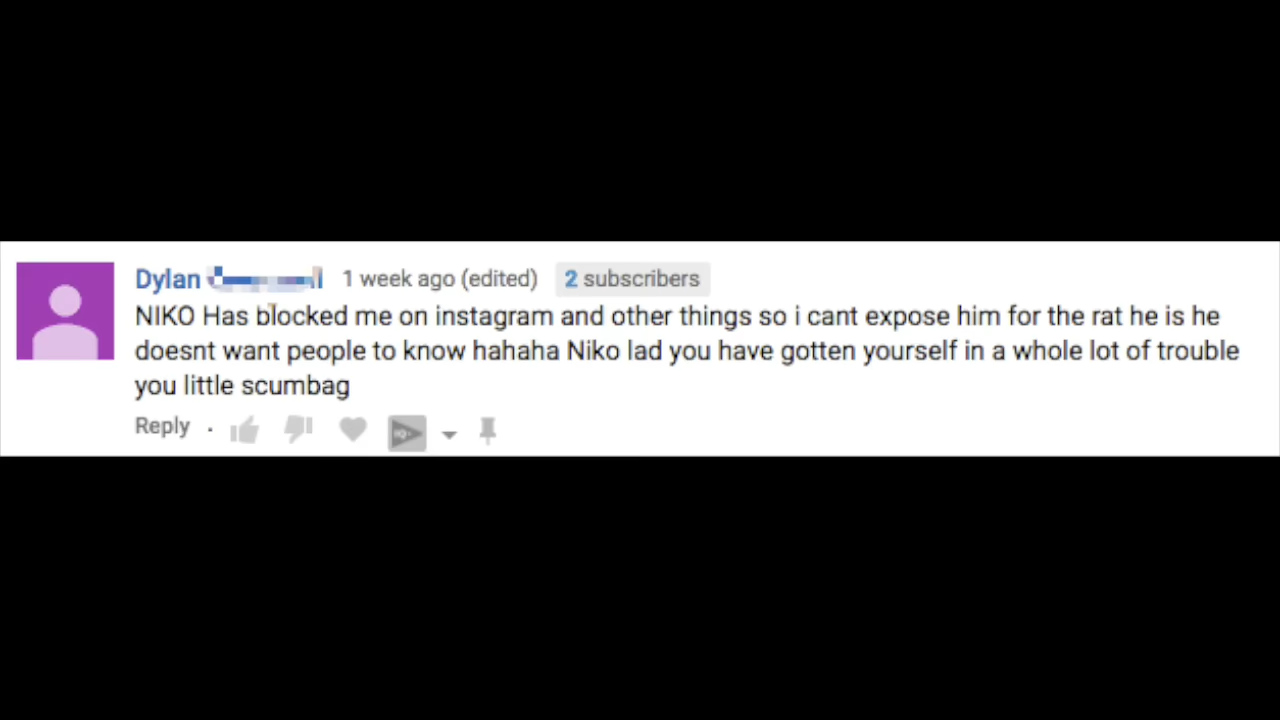 Dylan 1 week ago (edited) 2 subscribers
NIKO Has blocked me on instagram and other things so i cant expose him for the rat he is he
doesnt want people to know hahaha Niko lad you have gotten yourself in a whole lot of trouble
you little scumbag
Reply ·